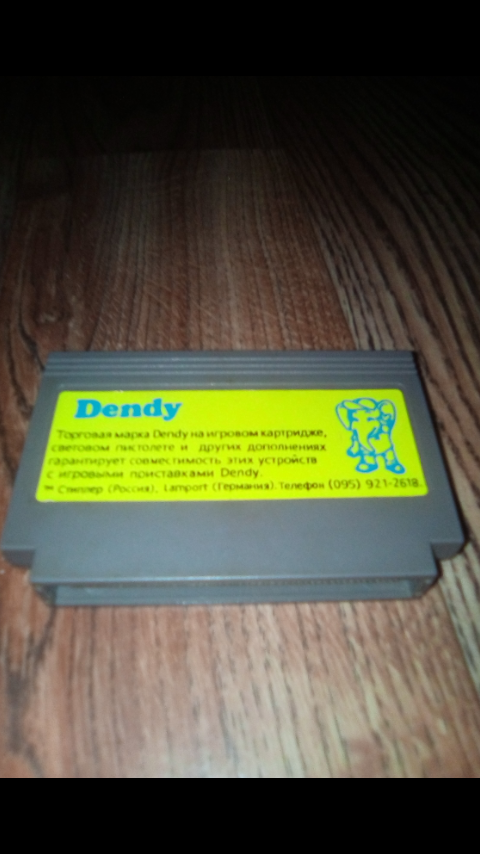 Dendy
Торговая марка Dendy на игровом картридже,
световом пистолете и других дополнениях
гарантирует совместимость этих устройств
с игровыми приставками Dendy.
™ Стиплер (Россия), Lamport (Германия). Телефон (095) 921-2618.